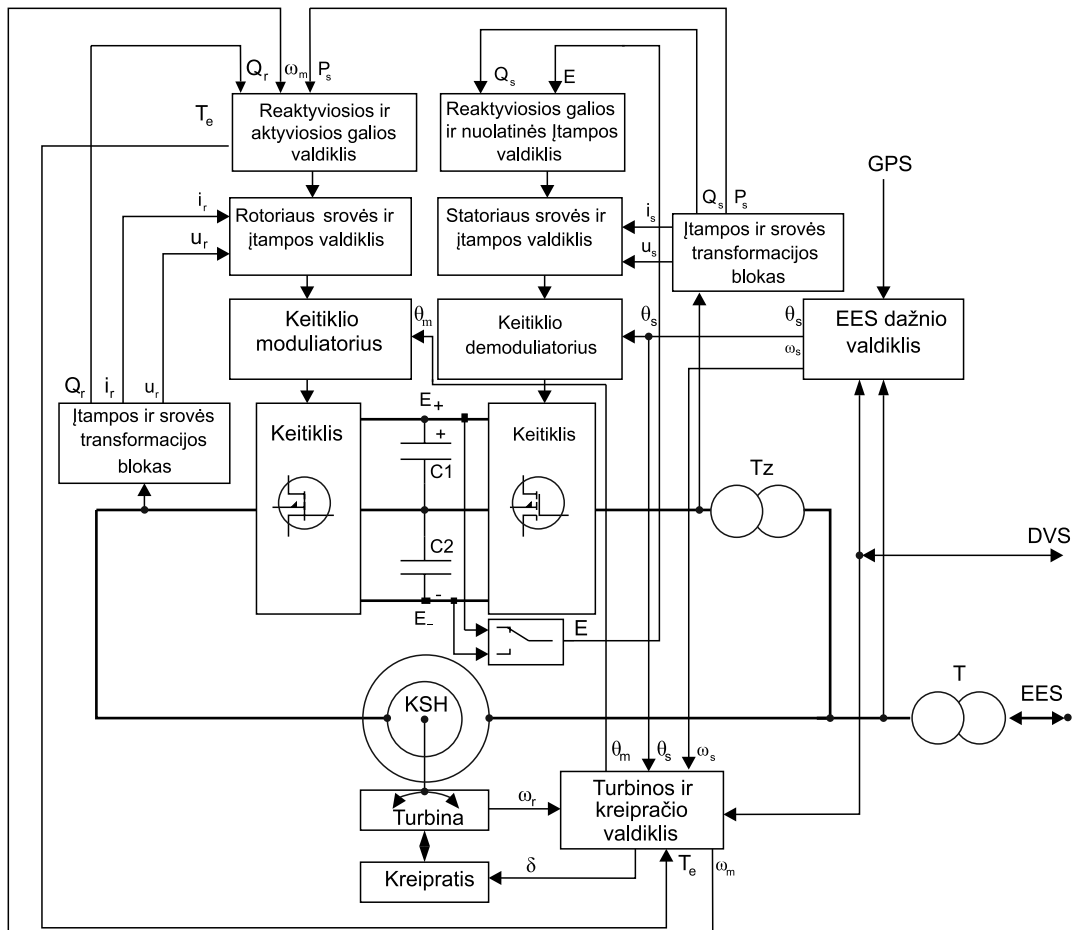 Q_r
ω_m
P_s
Q_s
E
T_e
Reaktyviosios ir
aktyviosios galios
valdiklis
Reaktyviosios galios
ir nuolatinės Įtampos
valdiklis
GPS
i_r
u_r
Rotoriaus srovės ir
įtampos valdiklis
Statoriaus srovės ir
įtampos valdiklis
i_s
u_s
Q_s
P_s
Įtampos ir srovės
transformacijos
blokas
Keitiklio
moduliatorius
θ_m
Keitiklio
demoduliatorius
θ_s
θ_s
ω_s
EES dažnio
valdiklis
Q_r
i_r
u_r
Įtampos ir srovės
transformacijos
blokas
Keitiklis
E+
+
C1
C2
-
E_
Keitiklis
Tz
DVS
E
KSH
T
EES
θ_m
θ_s
ω_s
Turbina
ω_r
Turbinos ir
kreipračio
valdiklis
Kreipratis
δ
T_e
ω_m